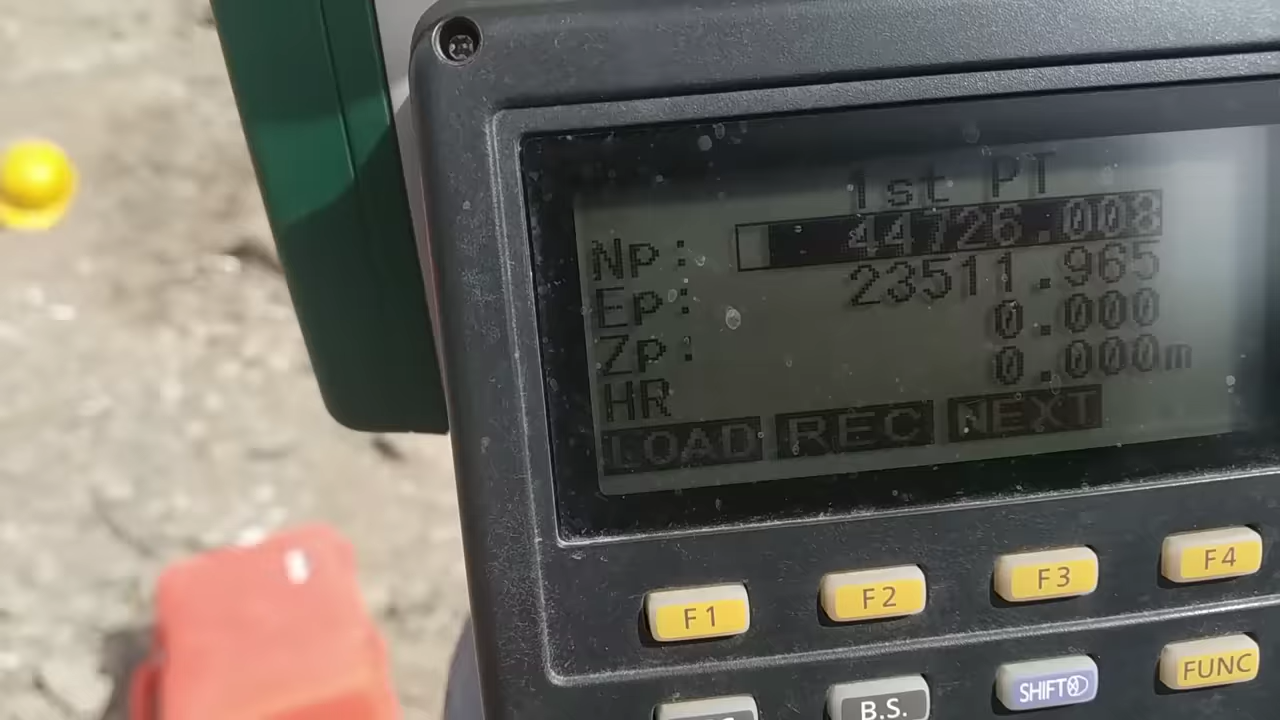 1st PT
Np: 44726.008
Ep: 23511.965
Zp: 0.000
HR 0.000m
LOAD REC NEXT
F1 F2 F3 F4
B.S. SHIFT FUNC